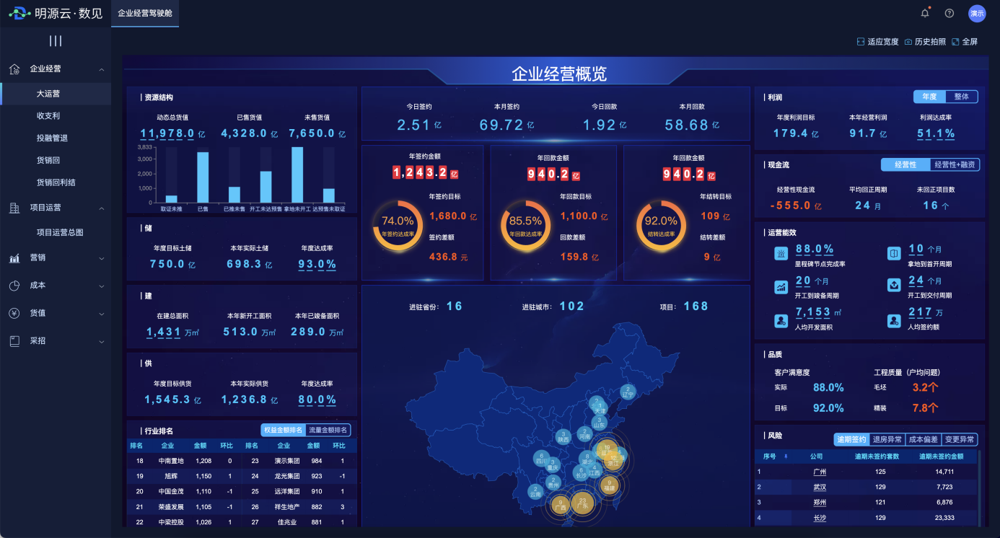 明源云·数见
企业经营驾驶舱
演示
适应宽度 历史拍照 全屏
企业经营
大运营
收支利
投融管退
货销回
货销回利结
项目运营
项目运营总图
营销
成本
货值
采招
企业经营概览
资源结构
动态总货值 已售货值 未售货值
11,978.0 亿 4,328.0 亿 7,650.0 亿
3,833
3,000
2,000
1,000
0
取证未推 已售 已推未售 开工未达预售 拿地未开工 达预售未取证
储
年度目标土储 本年实际土储 年度达成率
750.0 亿 698.3 亿 93.0%
建
在建总面积 本年新开工面积 本年已竣备面积
1,431 万㎡ 513.0 万㎡ 289.0 万㎡
供
年度目标供货 本年实际供货 年度达成率
1,545.3 亿 1,236.8 亿 80.0%
行业排名 权益金额排名 流量金额排名
排名 企业 金额 环比 排名 企业 金额 环比
18 中南置地 1,208 0 23 演示集团 984 1
19 旭辉 1,150 1 24 龙光集团 923 -1
20 中国金茂 1,110 -1 25 远洋集团 910 1
21 荣盛发展 1,105 -1 26 祥生地产 882 3
22 中梁控股 1,026 1 27 佳兆业 881 1
今日签约 本月签约 今日回款 本月回款
2.51 亿 69.72 亿 1.92 亿 58.68 亿
年签约金额
1,243.2 亿
74.0%
年签约达成率
年签约目标
1,680.0 亿
签约差额
436.8 元
年回款金额
940.2 亿
85.5%
年回款达成率
年回款目标
1,100.0 亿
回款差额
159.8 亿
年回款金额
940.2 亿
92.0%
结转达成率
年结转目标
109 亿
结转差额
9 亿
进驻省份： 16 进驻城市： 102 项目： 168
2
辽宁
1
天津
3
山东
3
陕西
2
河南
6
四川
3
重庆
8
湖北
6
长沙
4
江西
12
浙江
2
贵州
2
云南
9
福建
9
广西
23
广东
利润 年度 整体
年度利润目标 本年经营利润 利润达成率
179.4 亿 91.7 亿 51.1%
现金流 经营性 经营性+融资
经营性现金流 平均回正周期 未回正项目数
-555.0 亿 24 月 16 个
运营能效
88.0% 10 个月
里程碑节点完成率 拿地到首开周期
20 个月 24 个月
开工到竣备周期 开工到交付周期
7,153 ㎡ 217 万
人均开发面积 人均签约额
品质
客户满意度 工程质量（户均问题）
实际 88.0% 毛坯 3.2个
目标 92.0% 精装 7.8个
风险 逾期签约 退房异常 成本偏差 变更异常
序号 公司 逾期未签约套数 逾期未签约金额
1 广州 125 14,711
2 武汉 129 7,723
3 郑州 121 6,876
4 长沙 129 23,333